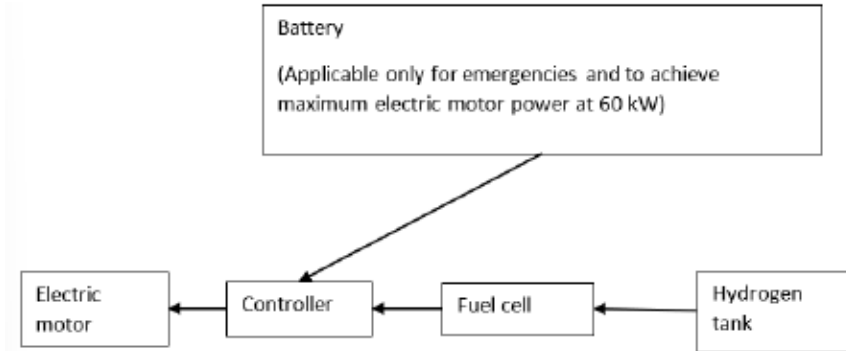 Battery
(Applicable only for emergencies and to achieve
maximum electric motor power at 60 kW)
Electric
motor
Controller
Fuel cell
Hydrogen
tank